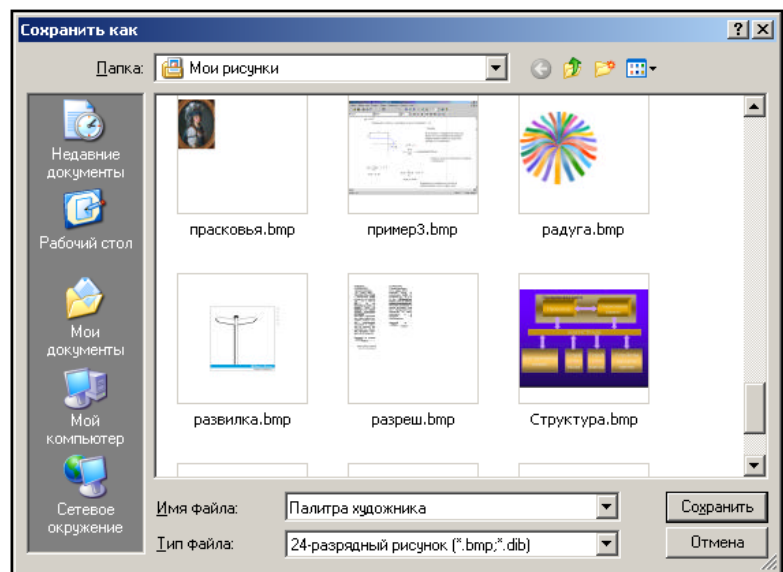 Сохранить как
Папка:
Мои рисунки
Недавние
документы
Рабочий стол
Мои
документы
Мой
компьютер
Сетевое
окружение
прасковья.bmp
пример3.bmp
радуга.bmp
развилка.bmp
разреш.bmp
Структура.bmp
Имя файла:
Палитра художника
Сохранить
Тип файла:
24-разрядный рисунок (*.bmp;*.dib)
Отмена